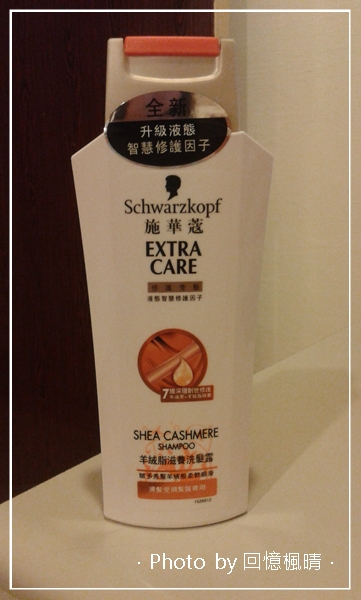 全新
升級液態
智慧修護因子
Schwarzkopf
施華蔻
EXTRA
CARE
液態智慧修護因子
SHEA CASHMERE
SHAMPOO
羊絨脂滋養洗髮露
· Photo by 回憶楓晴 ·